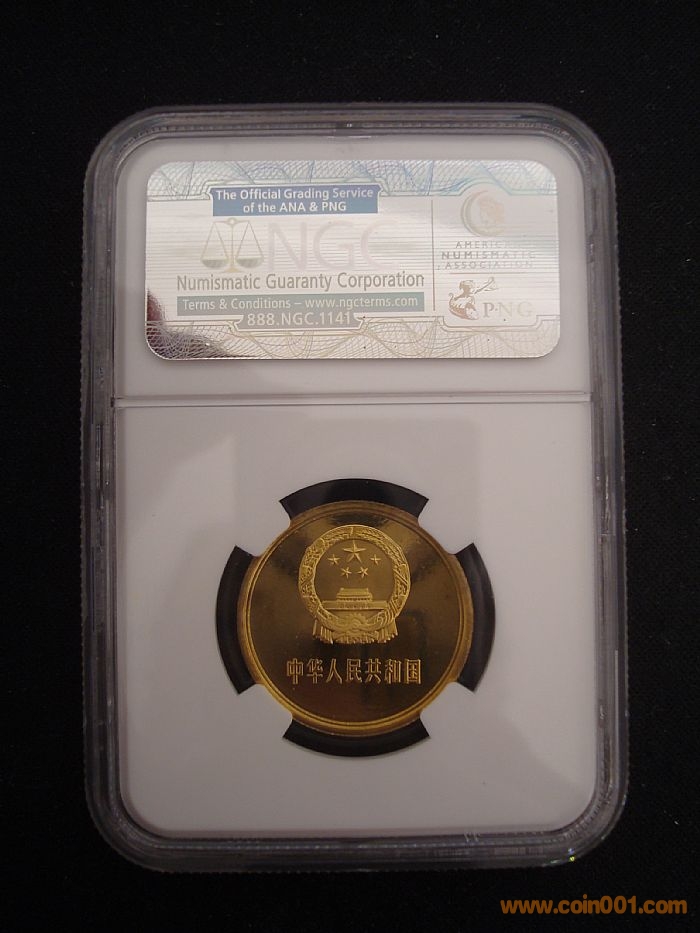 The Official Grading Service
of the ANA & PNG
NGC
Numismatic Guaranty Corporation
Terms & Conditions – www.ngcterms.com
888.NGC.1141
AMERICAN
NUMISMATIC
ASSOCIATION
PNG
中华人民共和国
www.coin001.com